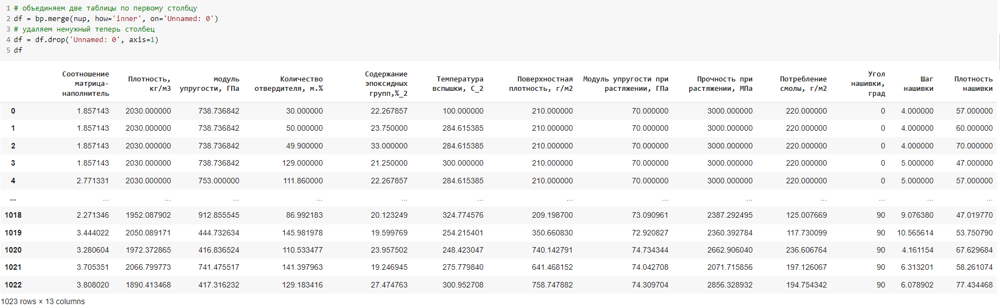 1 # объединяем две таблицы по первому столбцу
2 df = bp.merge(nup, how='inner', on='Unnamed: 0')
3 # удаляем ненужный теперь столбец
4 df = df.drop('Unnamed: 0', axis=1)
5 df
Соотношение матрица-наполнитель Плотность, кг/м3 модуль упругости, ГПа Количество отвердителя, м.% Содержание эпоксидных групп,%_2 Температура вспышки, С_2 Поверхностная плотность, г/м2 Модуль упругости при растяжении, ГПа Прочность при растяжении, МПа Потребление смолы, г/м2 Угол нашивки, град Шаг нашивки Плотность нашивки
0 1.857143 2030.000000 738.736842 30.000000 22.267857 100.000000 210.000000 70.000000 3000.000000 220.000000 0 4.000000 57.000000
1 1.857143 2030.000000 738.736842 50.000000 23.750000 284.615385 210.000000 70.000000 3000.000000 220.000000 0 4.000000 60.000000
2 1.857143 2030.000000 738.736842 49.900000 33.000000 284.615385 210.000000 70.000000 3000.000000 220.000000 0 4.000000 70.000000
3 1.857143 2030.000000 738.736842 129.000000 21.250000 300.000000 210.000000 70.000000 3000.000000 220.000000 0 5.000000 47.000000
4 2.771331 2030.000000 753.000000 111.860000 22.267857 284.615385 210.000000 70.000000 3000.000000 220.000000 0 5.000000 57.000000
... ... ... ... ... ... ... ... ... ... ... ... ... ...
1018 2.271346 1952.087902 912.855545 86.992183 20.123249 324.774576 209.198700 73.090961 2387.292495 125.007669 90 9.076380 47.019770
1019 3.444022 2050.089171 444.732634 145.981978 19.599769 254.215401 350.660830 72.920827 2360.392784 117.730099 90 10.565614 53.750790
1020 3.280604 1972.372865 416.836524 110.533477 23.957502 248.423047 740.142791 74.734344 2662.906040 236.606764 90 4.161154 67.629684
1021 3.705351 2066.799773 741.475517 141.397963 19.246945 275.779840 641.468152 74.042708 2071.715856 197.126067 90 6.313201 58.261074
1022 3.808020 1890.413468 417.316232 129.183416 27.474763 300.952708 758.747882 74.309704 2856.328932 194.754342 90 6.078902 77.434468
1023 rows × 13 columns